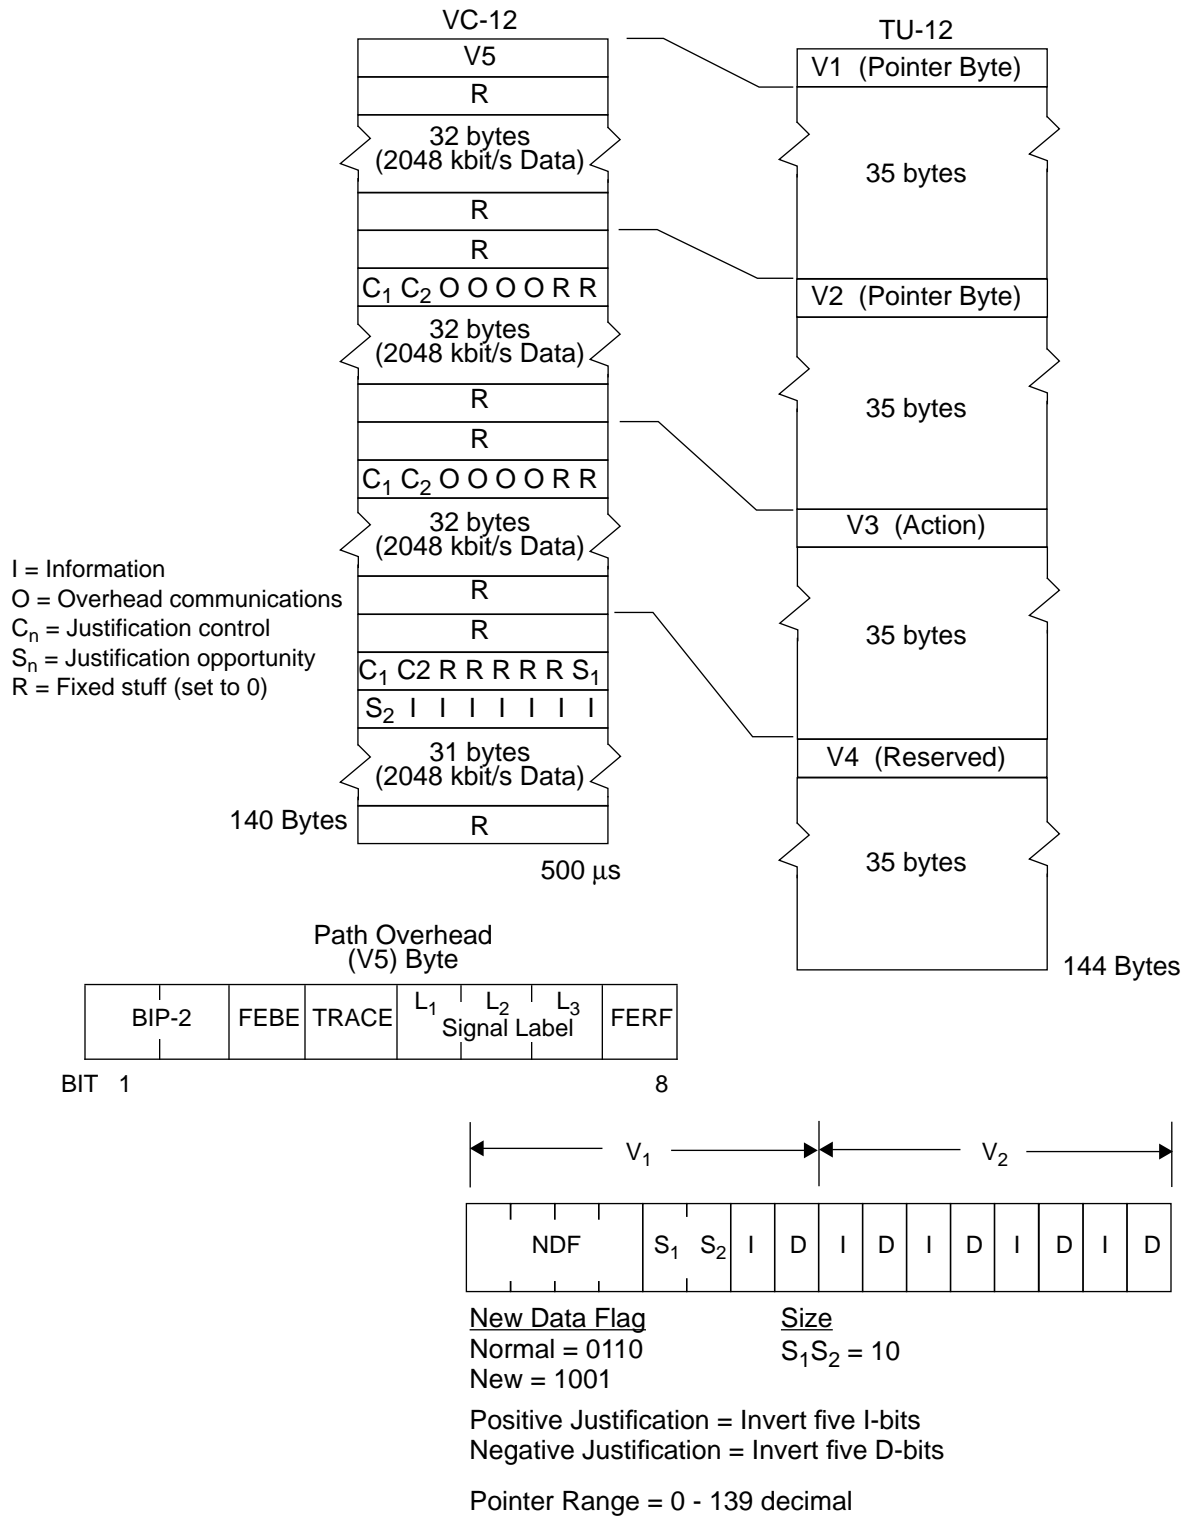 VC-12
V5
R
32 bytes
(2048 kbit/s Data)
R
R
C1 C2 O O O O R R
32 bytes
(2048 kbit/s Data)
R
R
C1 C2 O O O O R R
32 bytes
(2048 kbit/s Data)
R
R
C1 C2 R R R R R S1
S2 I I I I I I I
31 bytes
(2048 kbit/s Data)
R
140 Bytes
500 μs
TU-12
V1 (Pointer Byte)
35 bytes
V2 (Pointer Byte)
35 bytes
V3 (Action)
35 bytes
V4 (Reserved)
35 bytes
144 Bytes
I = Information
O = Overhead communications
Cn = Justification control
Sn = Justification opportunity
R = Fixed stuff (set to 0)
Path Overhead
(V5) Byte
BIP-2 FEBE TRACE L1 L2 L3 FERF
Signal Label
BIT 1 8
V1 V2
NDF S1 S2 I D I D I D I D I D
New Data Flag
Normal = 0110
New = 1001
Size
S1S2 = 10
Positive Justification = Invert five I-bits
Negative Justification = Invert five D-bits
Pointer Range = 0 - 139 decimal